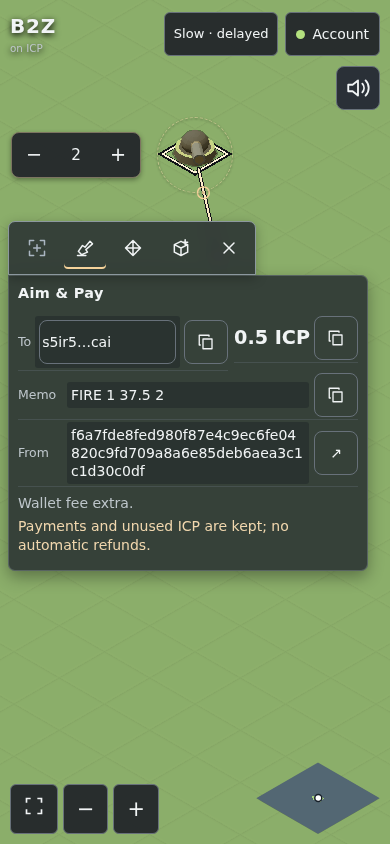 B2Z
on ICP
Slow · delayed
Account
− 2 +
Aim & Pay
To s5ir5...cai 0.5 ICP
Memo FIRE 1 37.5 2
From f6a7fde8fed980f87e4c9ec6fe04
820c9fd709a8a6e85deb6aea3c1
c1d30c0df
Wallet fee extra.
Payments and unused ICP are kept; no
automatic refunds.
− +